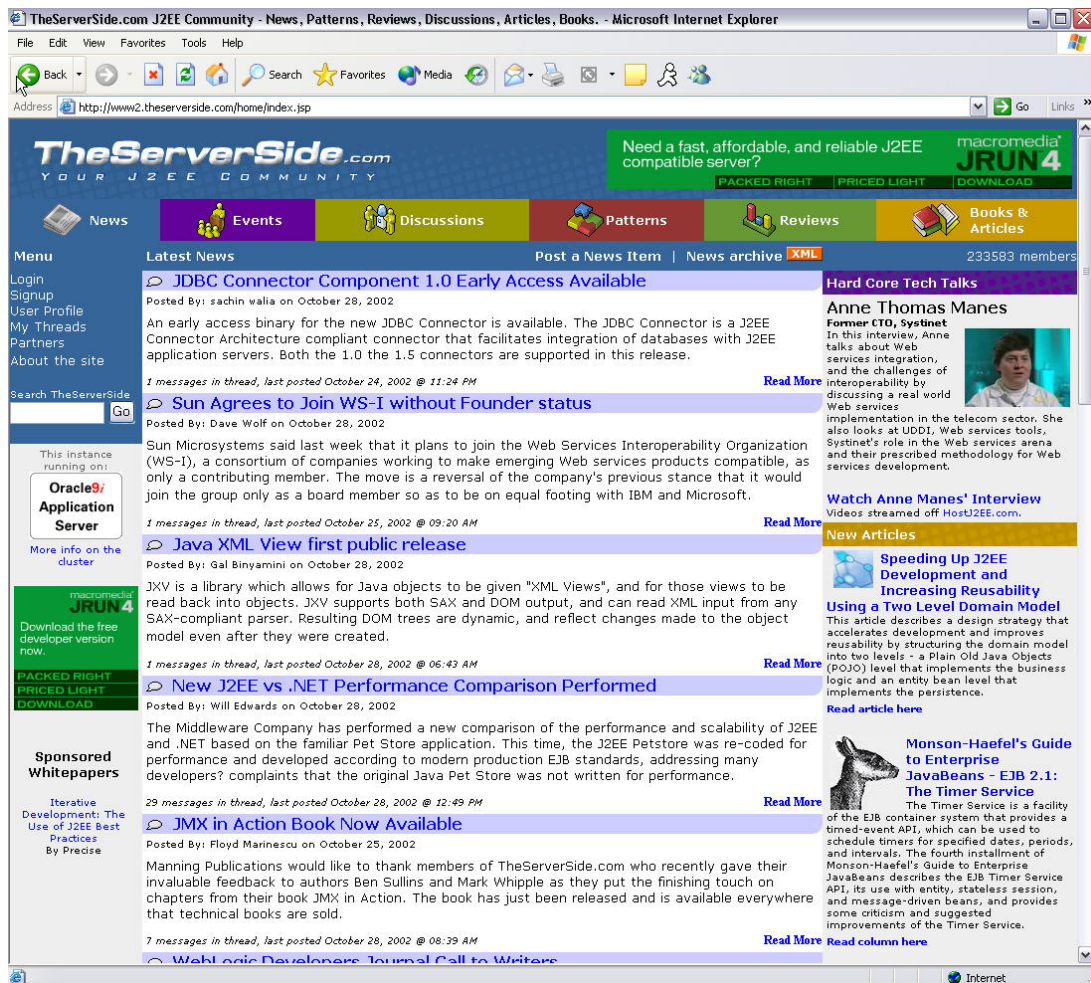 TheServerSide.com J2EE Community - News, Patterns, Reviews, Discussions, Articles, Books. - Microsoft Internet Explorer
File Edit View Favorites Tools Help
Back Search Favorites Media
Address http://www2.theserverside.com/home/index.jsp Go Links »
TheServerSide.com
YOUR J2EE COMMUNITY
Need a fast, affordable, and reliable J2EE
compatible server?
macromedia
JRUN4
PACKED RIGHT PRICED LIGHT DOWNLOAD
News Events Discussions Patterns Reviews Books &
Articles
Menu
Login
Signup
User Profile
My Threads
Partners
About the site
Search TheServerSide
Go
This instance
running on:
Oracle9i
Application
Server
More info on the
cluster
macromedia
JRUN4
Download the free
developer version
now.
PACKED RIGHT
PRICED LIGHT
DOWNLOAD
Sponsored
Whitepapers
Iterative
Development: The
Use of J2EE Best
Practices
By Precise
Latest News Post a News Item | News archive XML
JDBC Connector Component 1.0 Early Access Available
Posted By: sachin walia on October 28, 2002
An early access binary for the new JDBC Connector is available. The JDBC Connector is a J2EE
Connector Architecture compliant connector that facilitates integration of databases with J2EE
application servers. Both the 1.0 the 1.5 connectors are supported in this release.
1 messages in thread, last posted October 24, 2002 @ 11:24 PM Read More
Sun Agrees to Join WS-I without Founder status
Posted By: Dave Wolf on October 28, 2002
Sun Microsystems said last week that it plans to join the Web Services Interoperability Organization
(WS-I), a consortium of companies working to make emerging Web services products compatible, as
only a contributing member. The move is a reversal of the company's previous stance that it would
join the group only as a board member so as to be on equal footing with IBM and Microsoft.
1 messages in thread, last posted October 25, 2002 @ 09:20 AM Read More
Java XML View first public release
Posted By: Gal Binyamini on October 28, 2002
JXV is a library which allows for Java objects to be given "XML Views", and for those views to be
read back into objects. JXV supports both SAX and DOM output, and can read XML input from any
SAX-compliant parser. Resulting DOM trees are dynamic, and reflect changes made to the object
model even after they were created.
1 messages in thread, last posted October 28, 2002 @ 06:43 AM Read More
New J2EE vs .NET Performance Comparison Performed
Posted By: Will Edwards on October 28, 2002
The Middleware Company has performed a new comparison of the performance and scalability of J2EE
and .NET based on the familiar Pet Store application. This time, the J2EE Petstore was re-coded for
performance and developed according to modern production EJB standards, addressing many
developers? complaints that the original Java Pet Store was not written for performance.
29 messages in thread, last posted October 28, 2002 @ 12:49 PM Read More
JMX in Action Book Now Available
Posted By: Floyd Marinescu on October 25, 2002
Manning Publications would like to thank members of TheServerSide.com who recently gave their
invaluable feedback to authors Ben Sullins and Mark Whipple as they put the finishing touch on
chapters from their book JMX in Action. The book has just been released and is available everywhere
that technical books are sold.
7 messages in thread, last posted October 28, 2002 @ 08:39 AM Read More
WebLogic Developers Journal Call to Writers
233583 members
Hard Core Tech Talks
Anne Thomas Manes
Former CTO, Systinet
In this interview, Anne
talks about Web
services integration,
and the challenges of
interoperability by
discussing a real world
Web services
implementation in the telecom sector. She
also looks at UDDI, Web services tools,
Systinet's role in the Web services arena
and their prescribed methodology for Web
services development.
Watch Anne Manes' Interview
Videos streamed off HostJ2EE.com.
New Articles
Speeding Up J2EE
Development and
Increasing Reusability
Using a Two Level Domain Model
This article describes a design strategy that
accelerates development and improves
reusability by structuring the domain model
into two levels - a Plain Old Java Objects
(POJO) level that implements the business
logic and an entity bean level that
implements the persistence.
Read article here
Monson-Haefel's Guide
to Enterprise
JavaBeans - EJB 2.1:
The Timer Service
The Timer Service is a facility
of the EJB container system that provides a
timed-event API, which can be used to
schedule timers for specified dates, periods,
and intervals. The fourth installment of
Monson-Haefel's Guide to Enterprise
JavaBeans describes the EJB Timer Service
API, its use with entity, stateless session,
and message-driven beans, and provides
some criticism and suggested
improvements of the Timer Service.
Read column here
Internet